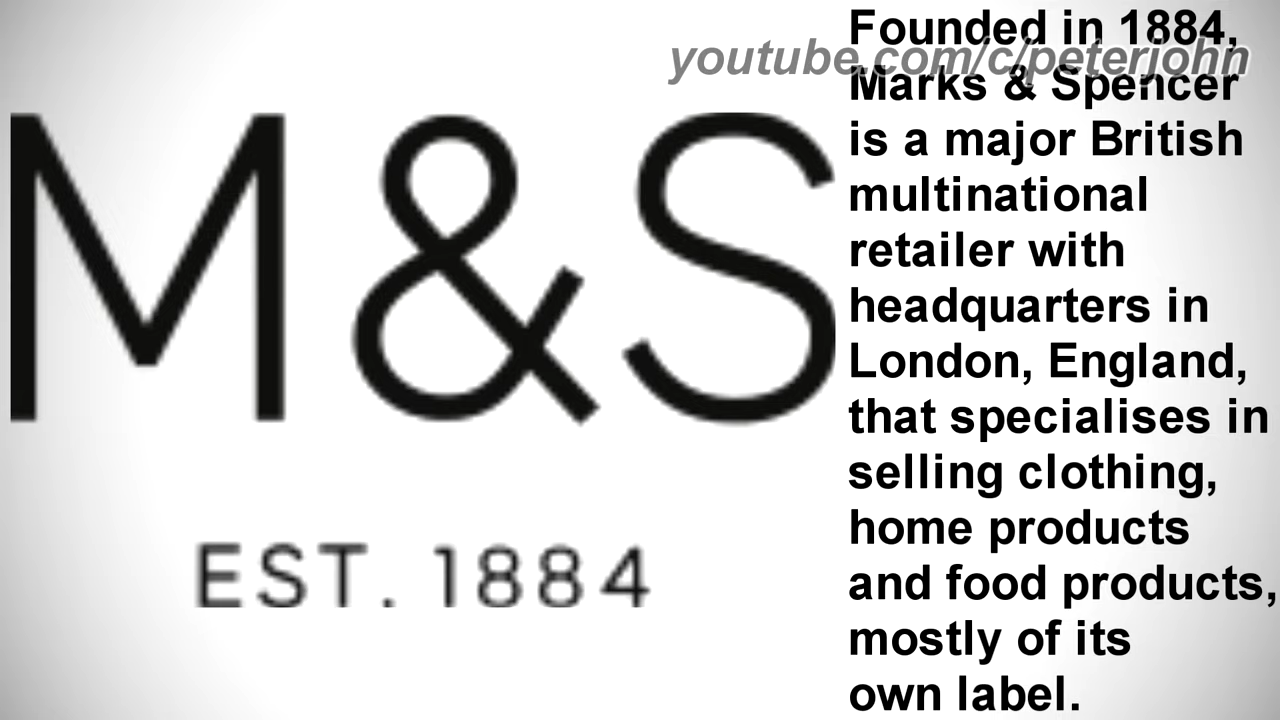 M&S
EST. 1884
youtube.com/c/peterjohn
Founded in 1884,
Marks & Spencer
is a major British
multinational
retailer with
headquarters in
London, England,
that specialises in
selling clothing,
home products
and food products,
mostly of its
own label.